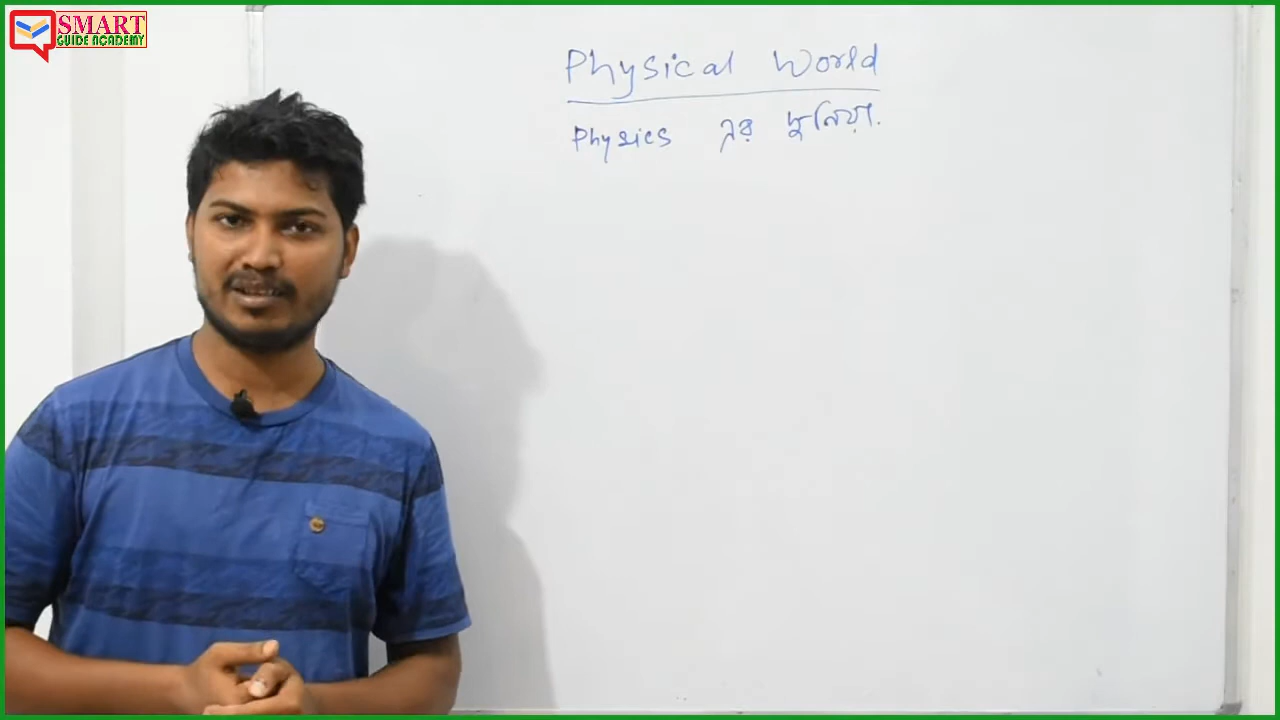 SMART
GUIDE ACADEMY
Physical World
Physics এর দুনিয়া.